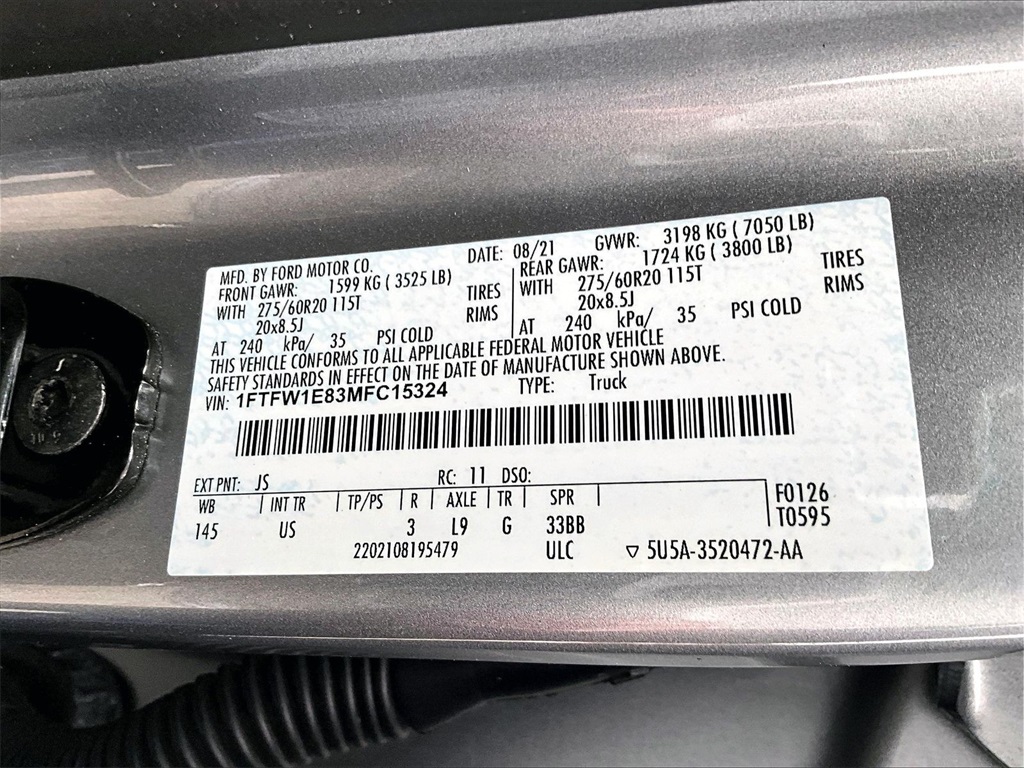 MFD. BY FORD MOTOR CO. DATE: 08/21 GVWR: 3198 KG ( 7050 LB)
FRONT GAWR: 1599 KG ( 3525 LB) REAR GAWR: 1724 KG ( 3800 LB)
WITH 275/60R20 115T TIRES WITH 275/60R20 115T TIRES
20x8.5J RIMS 20x8.5J RIMS
AT 240 kPa/ 35 PSI COLD AT 240 kPa/ 35 PSI COLD
THIS VEHICLE CONFORMS TO ALL APPLICABLE FEDERAL MOTOR VEHICLE
SAFETY STANDARDS IN EFFECT ON THE DATE OF MANUFACTURE SHOWN ABOVE.
VIN: 1FTFW1E83MFC15324 TYPE: Truck
EXT PNT: JS RC: 11 DSO:
WB INT TR TP/PS R AXLE TR SPR F0126
145 US 3 L9 G 33BB T0595
2202108195479 ULC ▽ 5U5A-3520472-AA